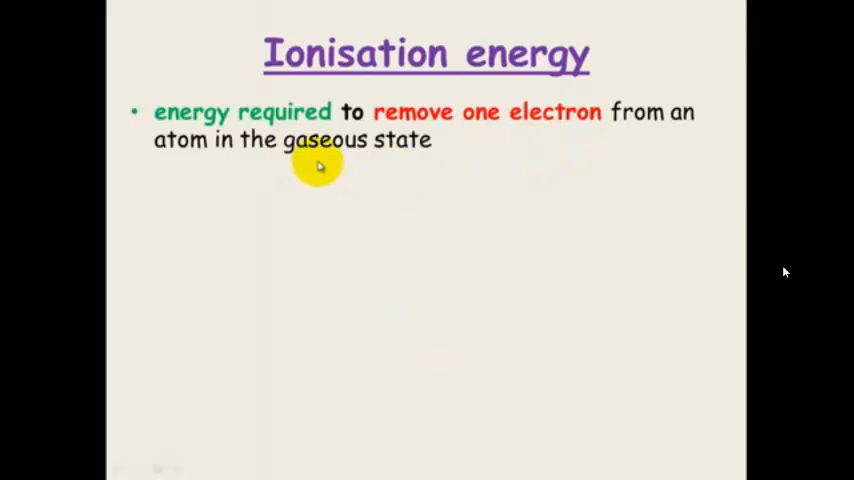 Ionisation energy
• energy required to remove one electron from an
atom in the gaseous state